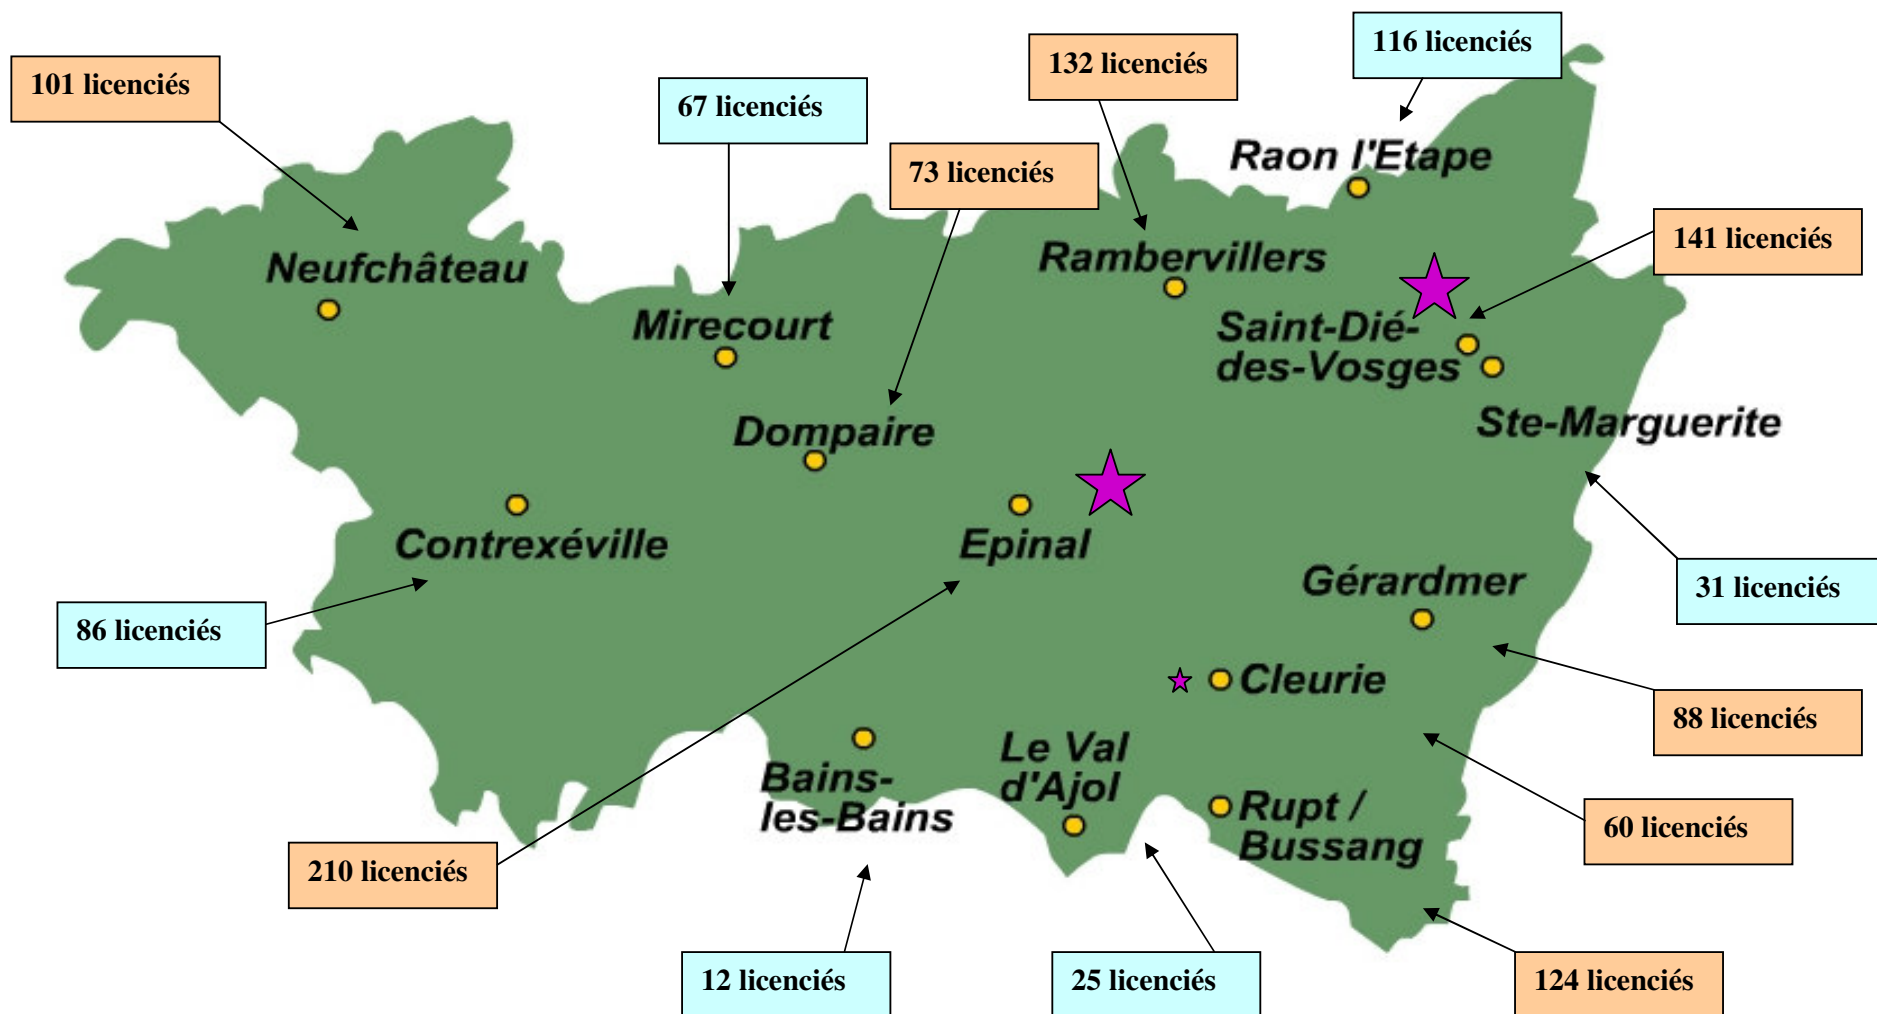 116 licenciés
132 licenciés
101 licenciés
67 licenciés
73 licenciés
Raon l'Etape
141 licenciés
Neufchâteau
Rambervillers
Mirecourt
Saint-Dié-
des-Vosges
Ste-Marguerite
Dompaire
Contrexéville
Epinal
Gérardmer
31 licenciés
86 licenciés
Cleurie
88 licenciés
Bains-
les-Bains
Le Val
d'Ajol
Rupt /
Bussang
60 licenciés
210 licenciés
12 licenciés
25 licenciés
124 licenciés